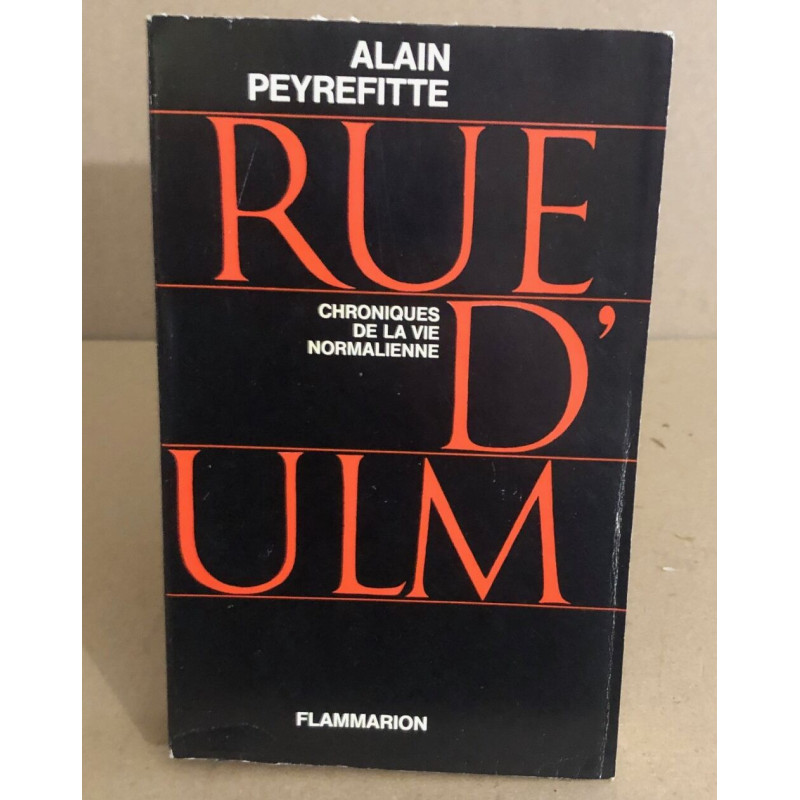 ALAIN
PEYREFITTE
RUE
CHRONIQUES
DE LA VIE
NORMALIENNE
D'
ULM
FLAMMARION